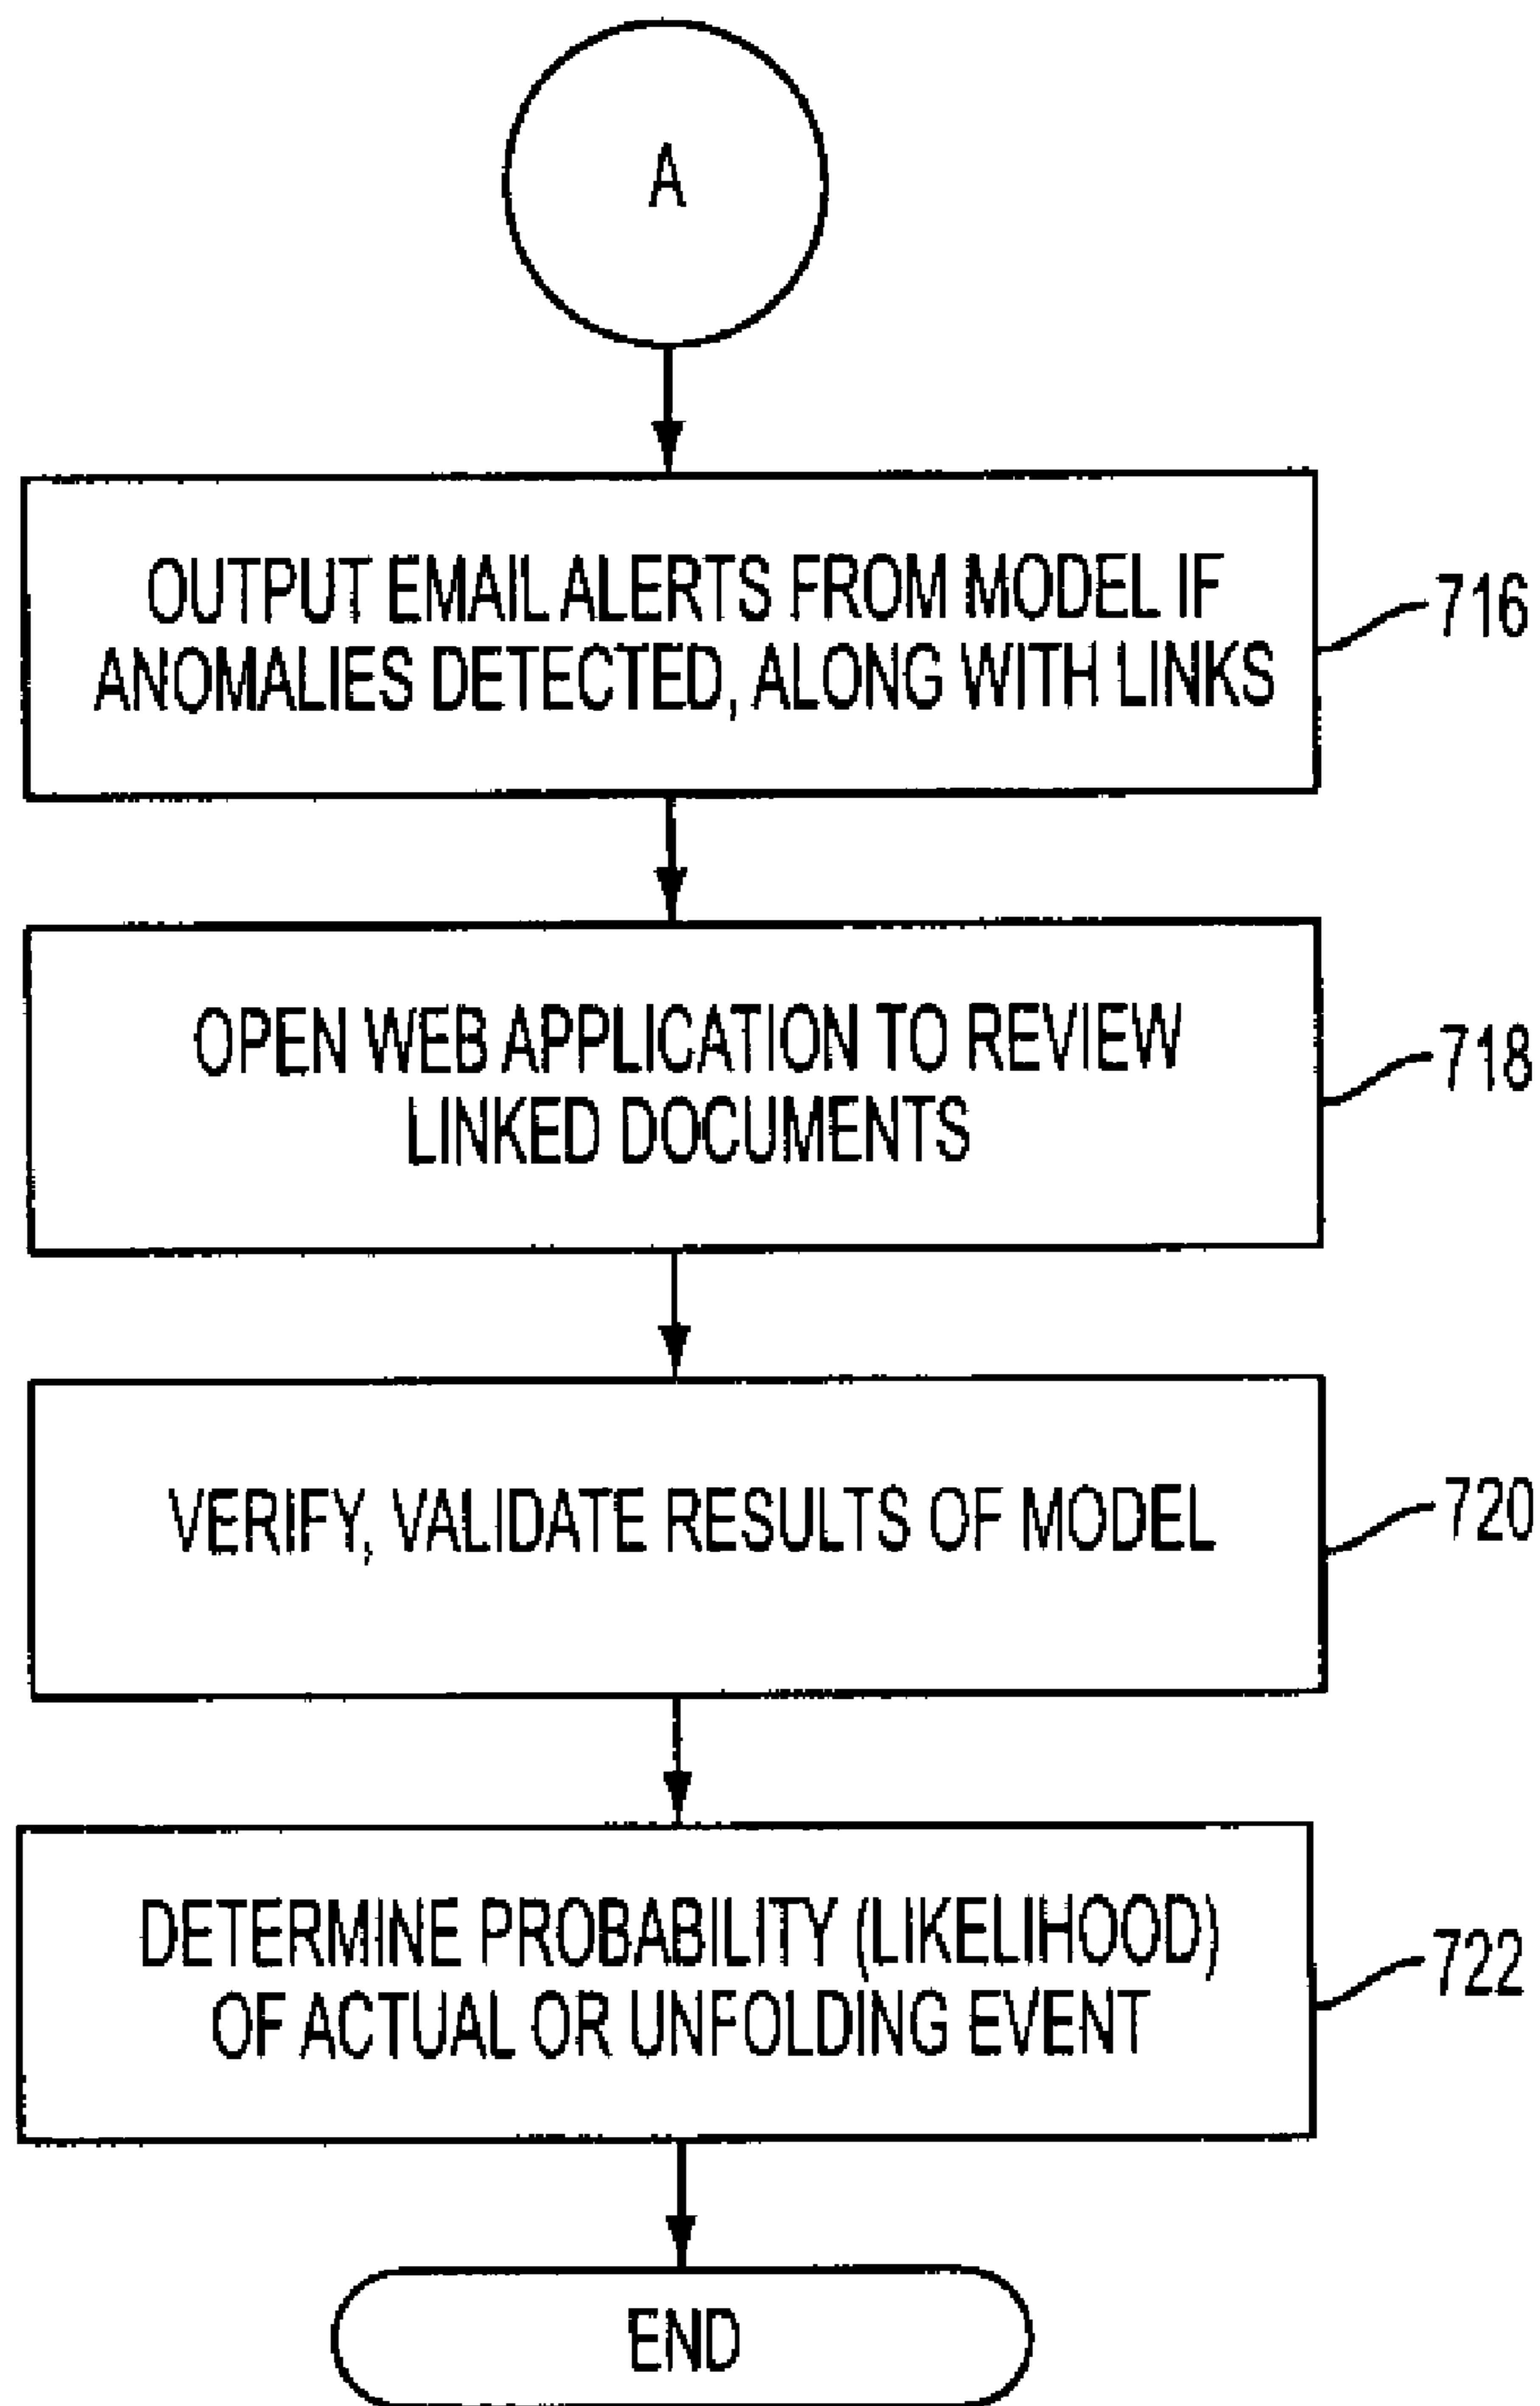 A
OUTPUT EMAIL ALERTS FROM MODEL IF
ANOMALIES DETECTED, ALONG WITH LINKS
716
OPEN WEB APPLICATION TO REVIEW
LINKED DOCUMENTS
718
VERIFY, VALIDATE RESULTS OF MODEL
720
DETERMINE PROBABILITY (LIKELIHOOD)
OF ACTUAL OR UNFOLDING EVENT
722
END